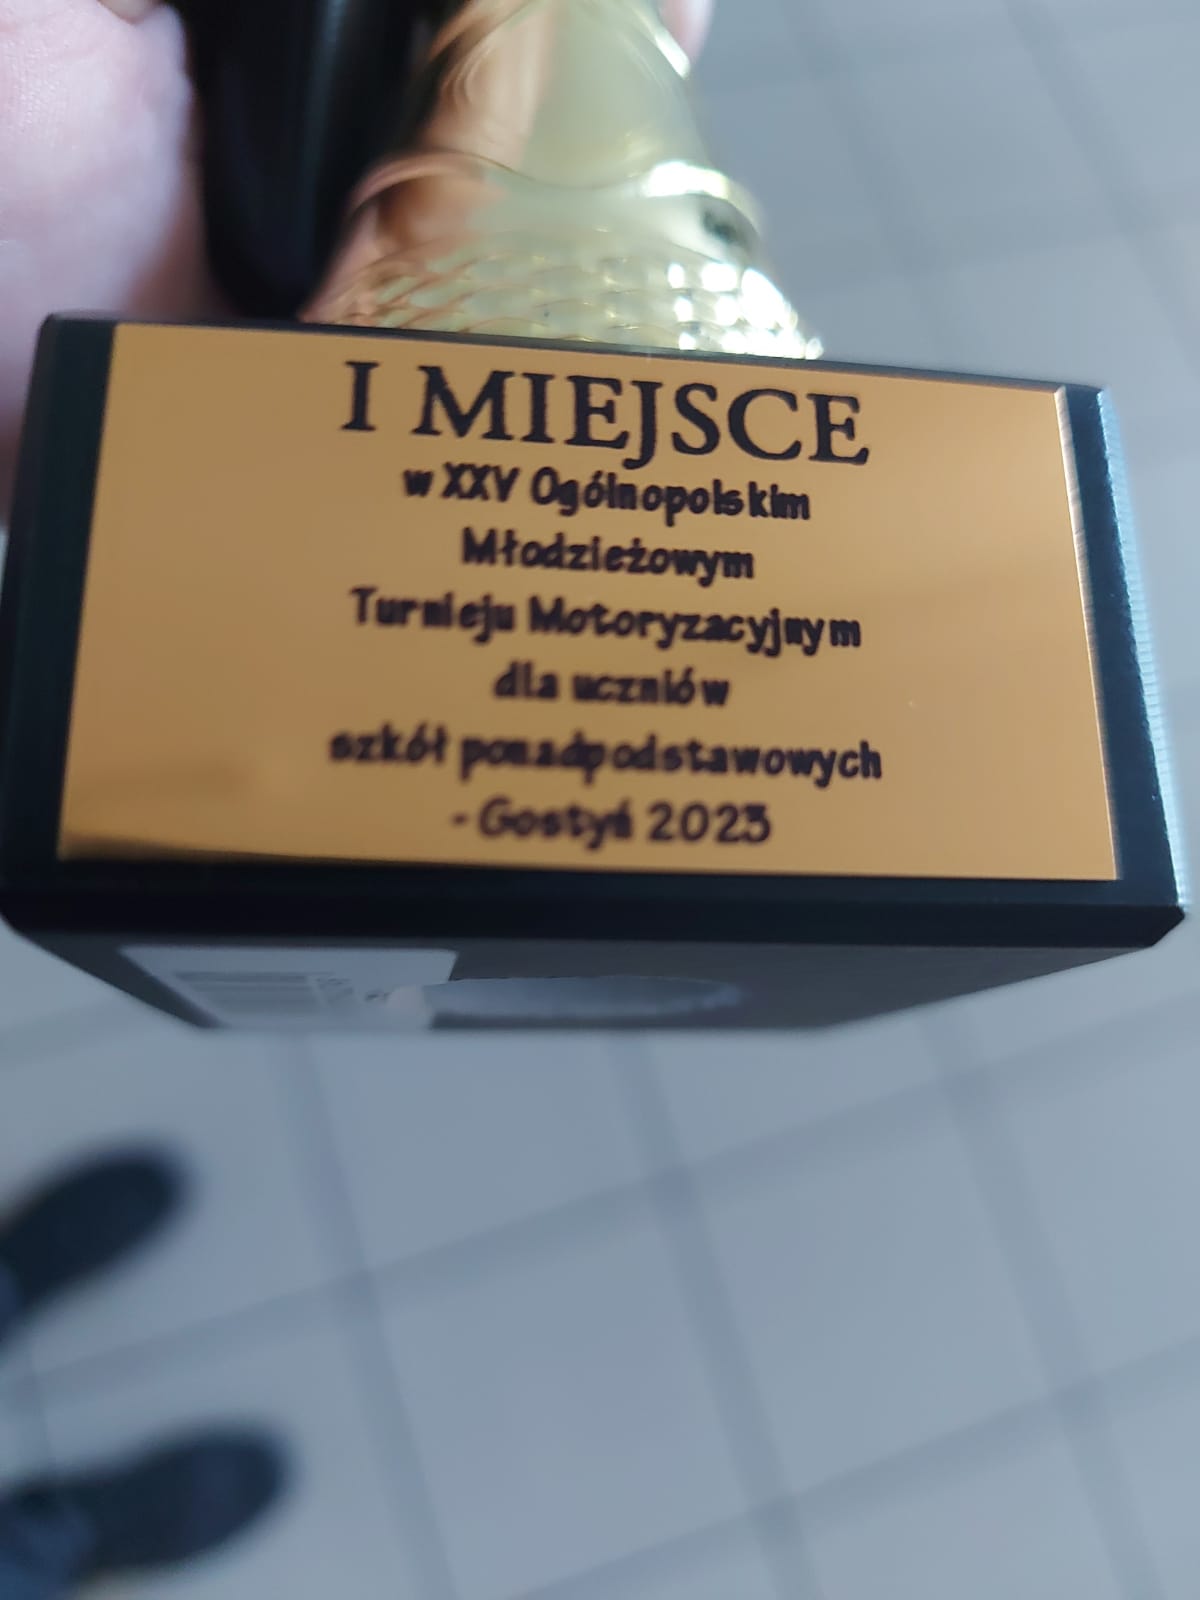 I MIEJSCE
w XXV Ogólnopolskim
Młodzieżowym
Turnieju Motoryzacyjnym
dla uczniów
szkół ponadpodstawowych
- Gostyń 2023